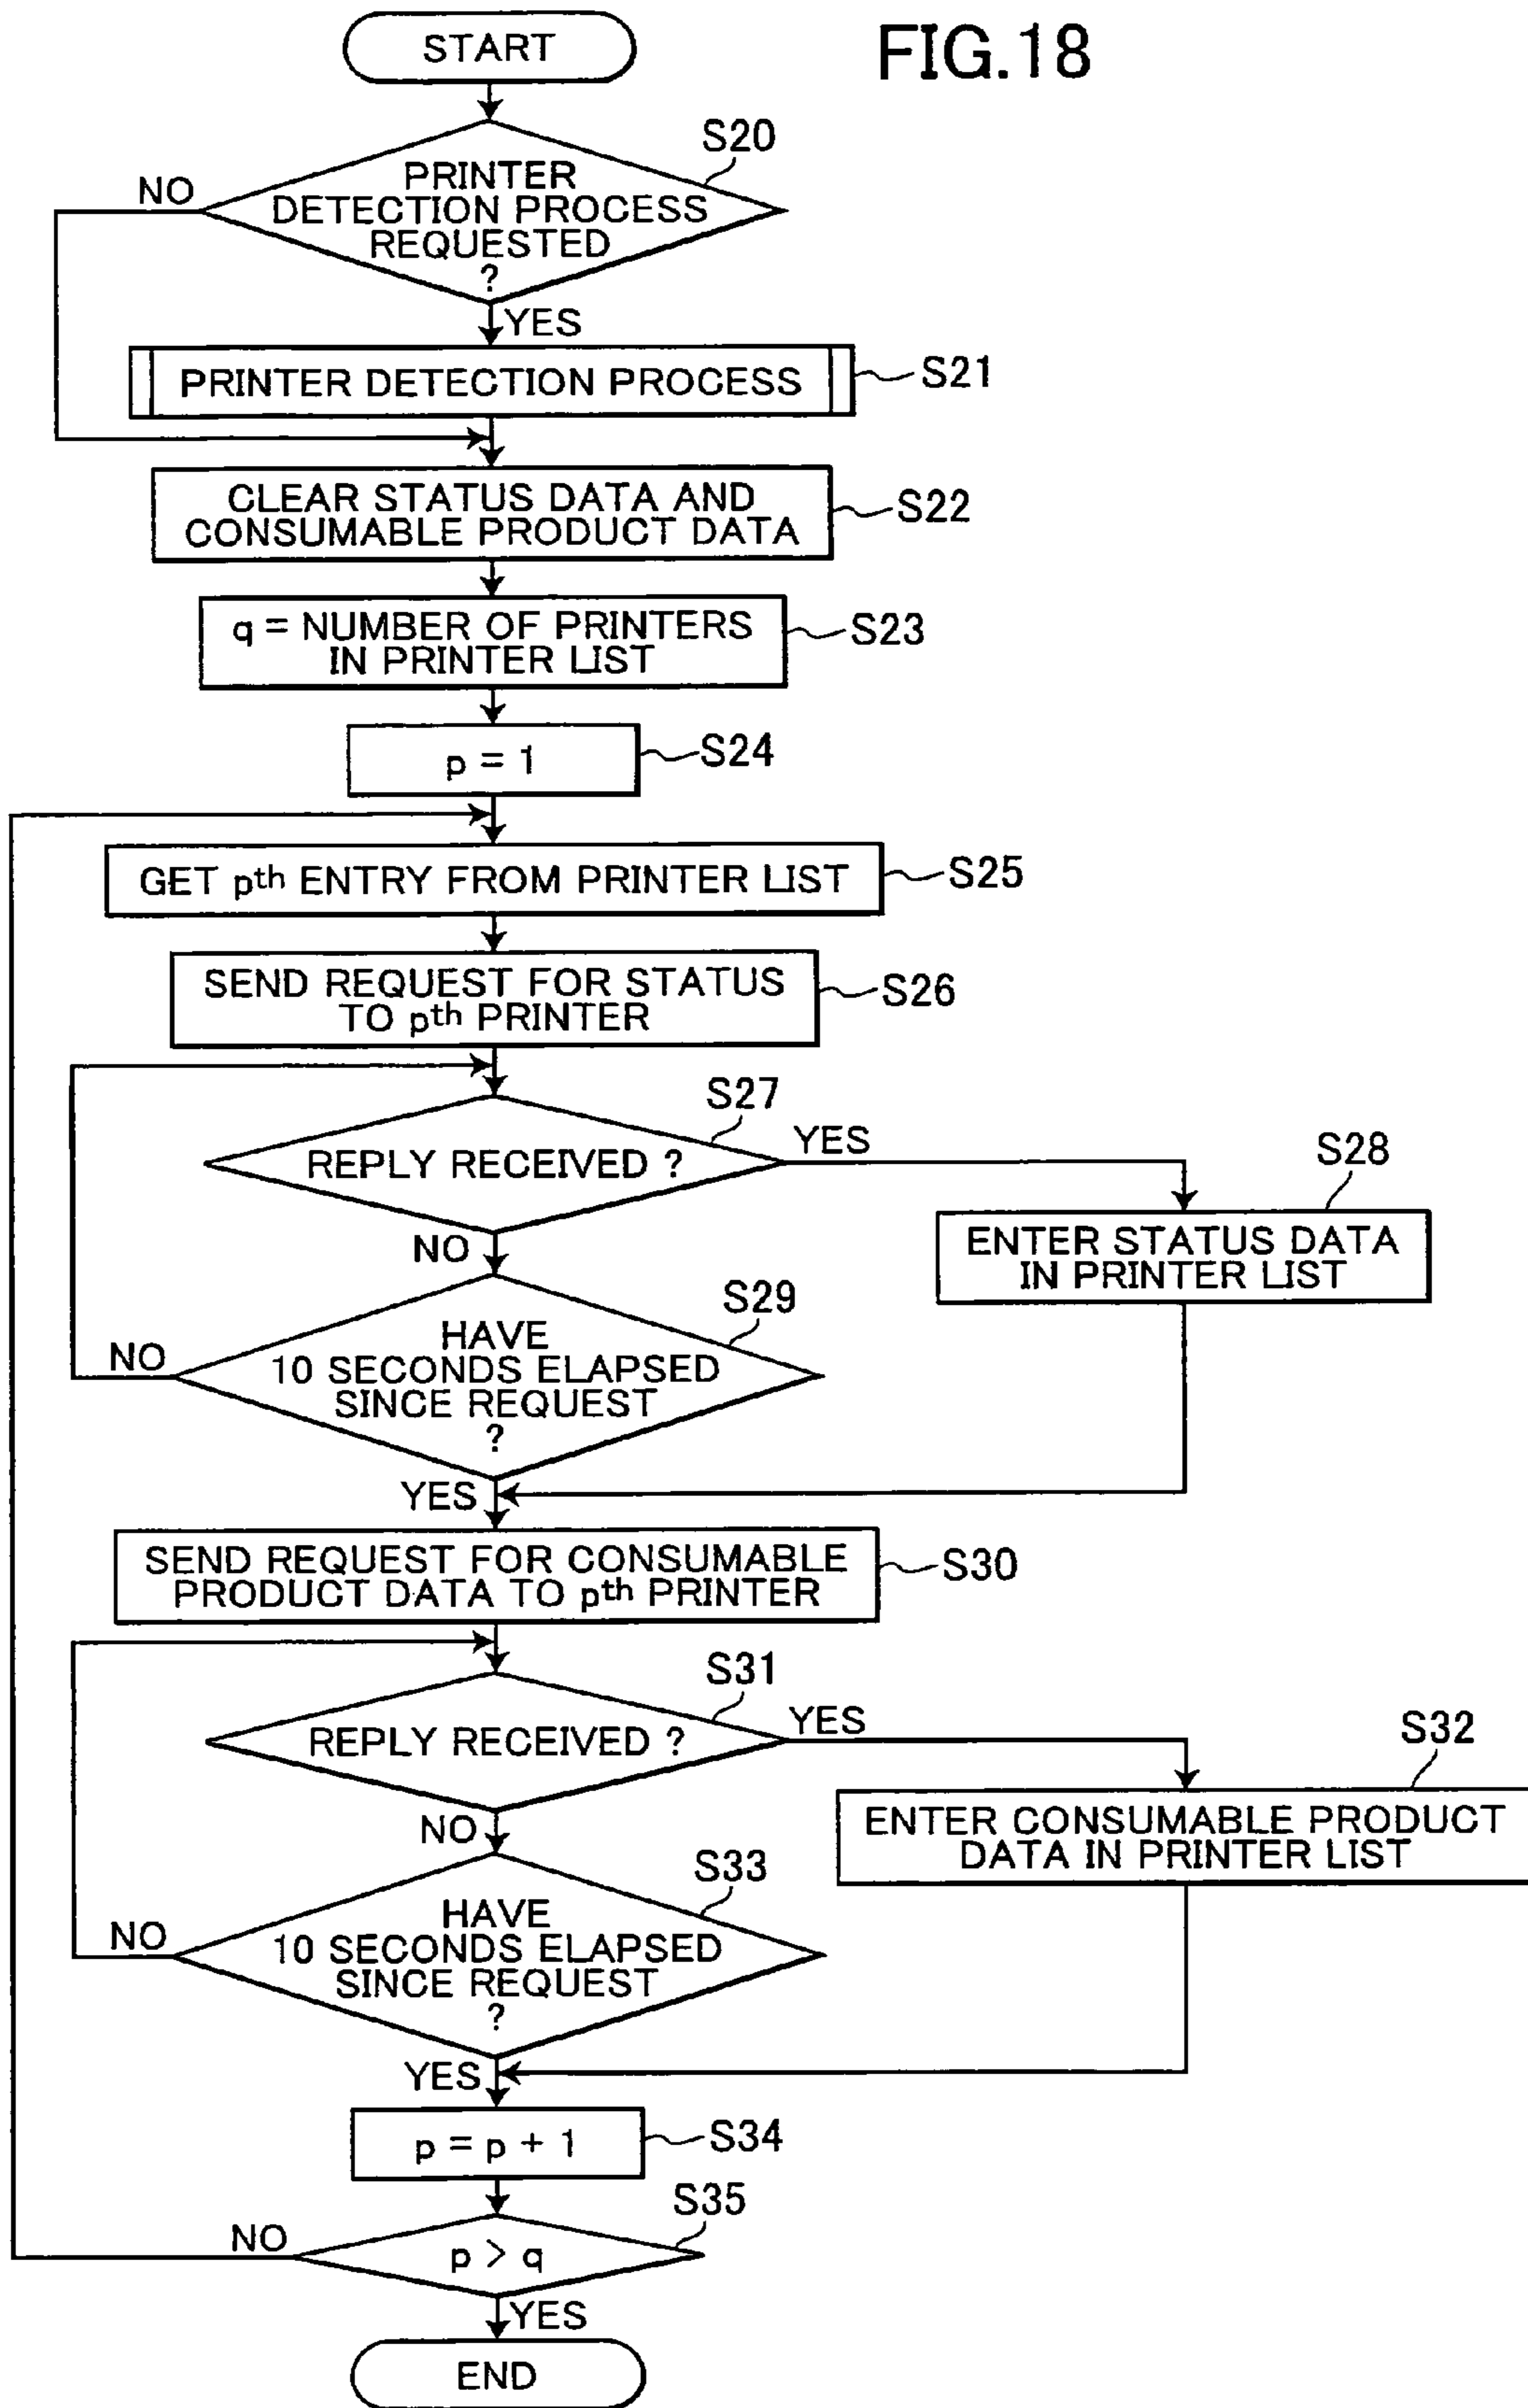 FIG.18
START
S20
PRINTER
DETECTION PROCESS
REQUESTED
?
NO
YES
PRINTER DETECTION PROCESS
S21
CLEAR STATUS DATA AND
CONSUMABLE PRODUCT DATA
S22
q = NUMBER OF PRINTERS
IN PRINTER LIST
S23
p = 1
S24
GET pth ENTRY FROM PRINTER LIST
S25
SEND REQUEST FOR STATUS
TO pth PRINTER
S26
S27
REPLY RECEIVED ?
YES
NO
S28
ENTER STATUS DATA
IN PRINTER LIST
S29
HAVE
10 SECONDS ELAPSED
SINCE REQUEST
?
NO
YES
SEND REQUEST FOR CONSUMABLE
PRODUCT DATA TO pth PRINTER
S30
S31
REPLY RECEIVED ?
YES
NO
S32
ENTER CONSUMABLE PRODUCT
DATA IN PRINTER LIST
S33
HAVE
10 SECONDS ELAPSED
SINCE REQUEST
?
NO
YES
p = p + 1
S34
S35
p > q
NO
YES
END